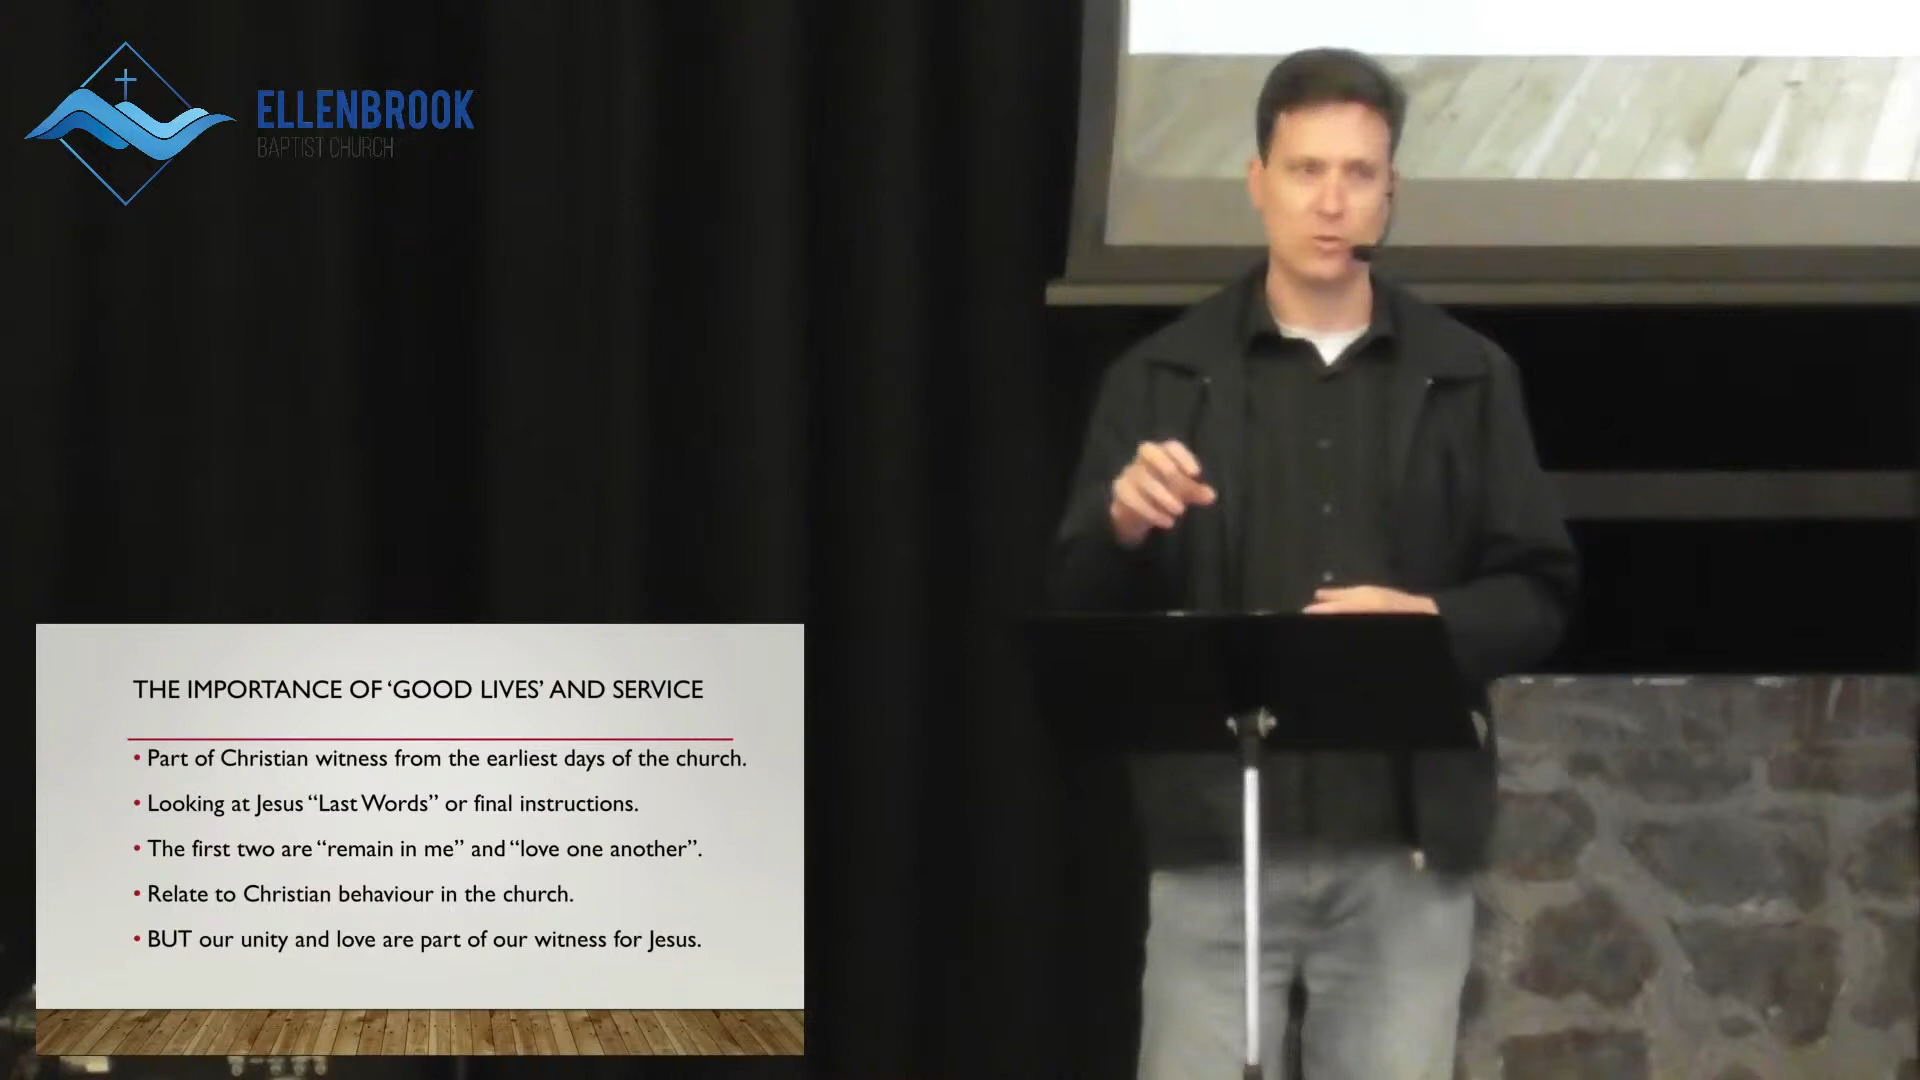 ELLENBROOK
BAPTIST CHURCH
THE IMPORTANCE OF ‘GOOD LIVES’ AND SERVICE
• Part of Christian witness from the earliest days of the church.
• Looking at Jesus “Last Words” or final instructions.
• The first two are “remain in me” and “love one another”.
• Relate to Christian behaviour in the church.
• BUT our unity and love are part of our witness for Jesus.